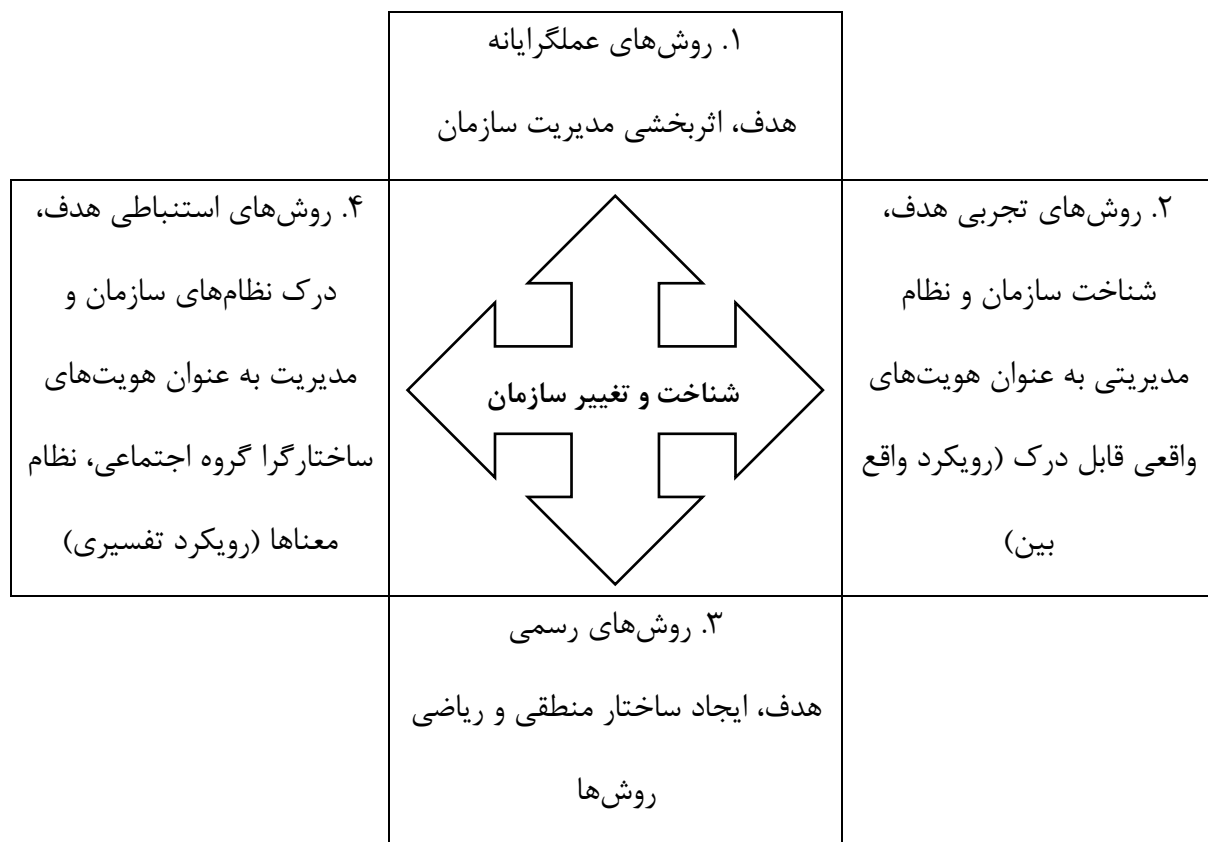 ۱. روش‌های عملگرایانه
هدف، اثربخشی مدیریت سازمان
۲. روش‌های تجربی هدف،
شناخت سازمان و نظام
مدیریتی به عنوان هویت‌های
واقعی قابل درک (رویکرد واقع
بین)
شناخت و تغییر سازمان
۴. روش‌های استنباطی هدف،
درک نظام‌های سازمان و
مدیریت به عنوان هویت‌های
ساختارگرا گروه اجتماعی، نظام
معناها (رویکرد تفسیری)
۳. روش‌های رسمی
هدف، ایجاد ساختار منطقی و ریاضی
روش‌ها